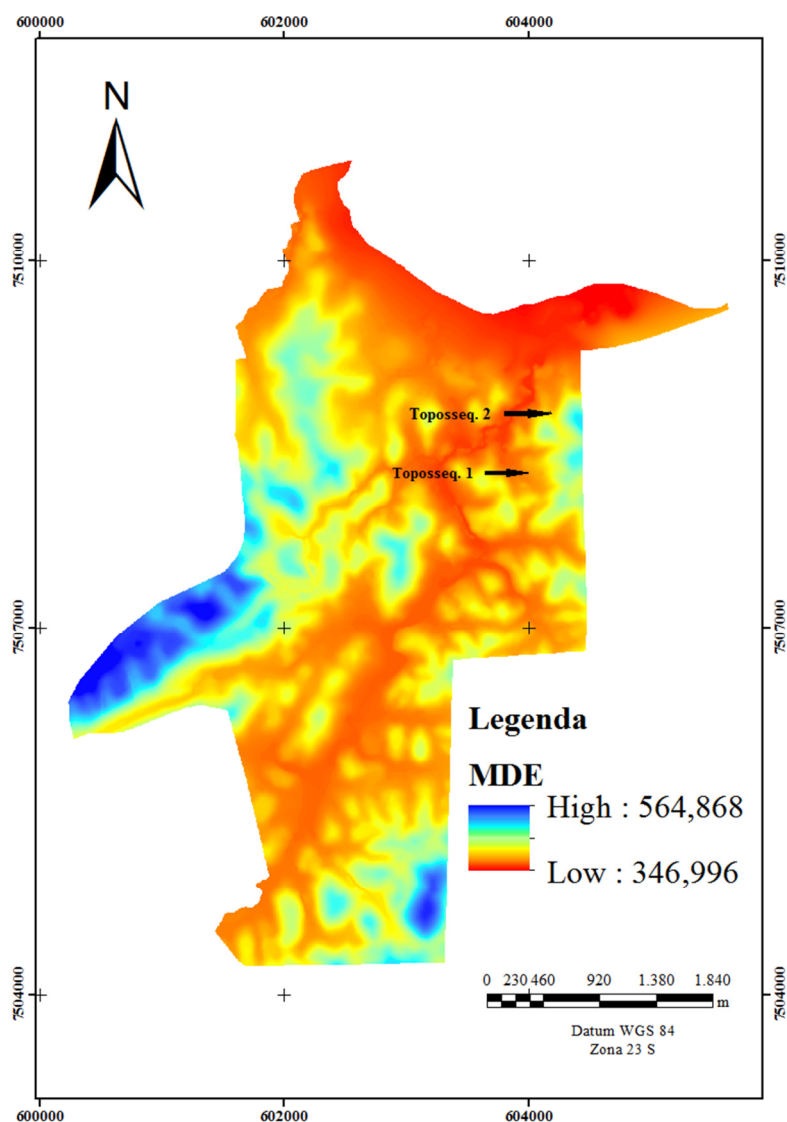 600000 602000 604000
N
7510000 7510000
Toposseq. 2
Toposseq. 1
7507000 7507000
Legenda
MDE
High : 564,868
Low : 346,996
0 230 460 920 1.380 1.840
m
7504000 7504000
Datum WGS 84
Zona 23 S
600000 602000 604000